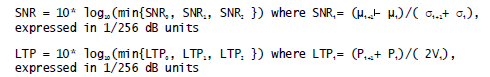 SNR = 10* log₁₀(min{SNR₀, SNR₁, SNR₂ }) where SNRᵢ= (μᵢ₊₁- μᵢ)/( σᵢ₊₁+ σᵢ),
expressed in 1/256 dB units
LTP = 10* log₁₀(min{LTP₀, LTP₁, LTP₂ }) where LTPᵢ= (Pᵢ₊₁+ Pᵢ)/( 2Vᵢ),
expressed in 1/256 dB units